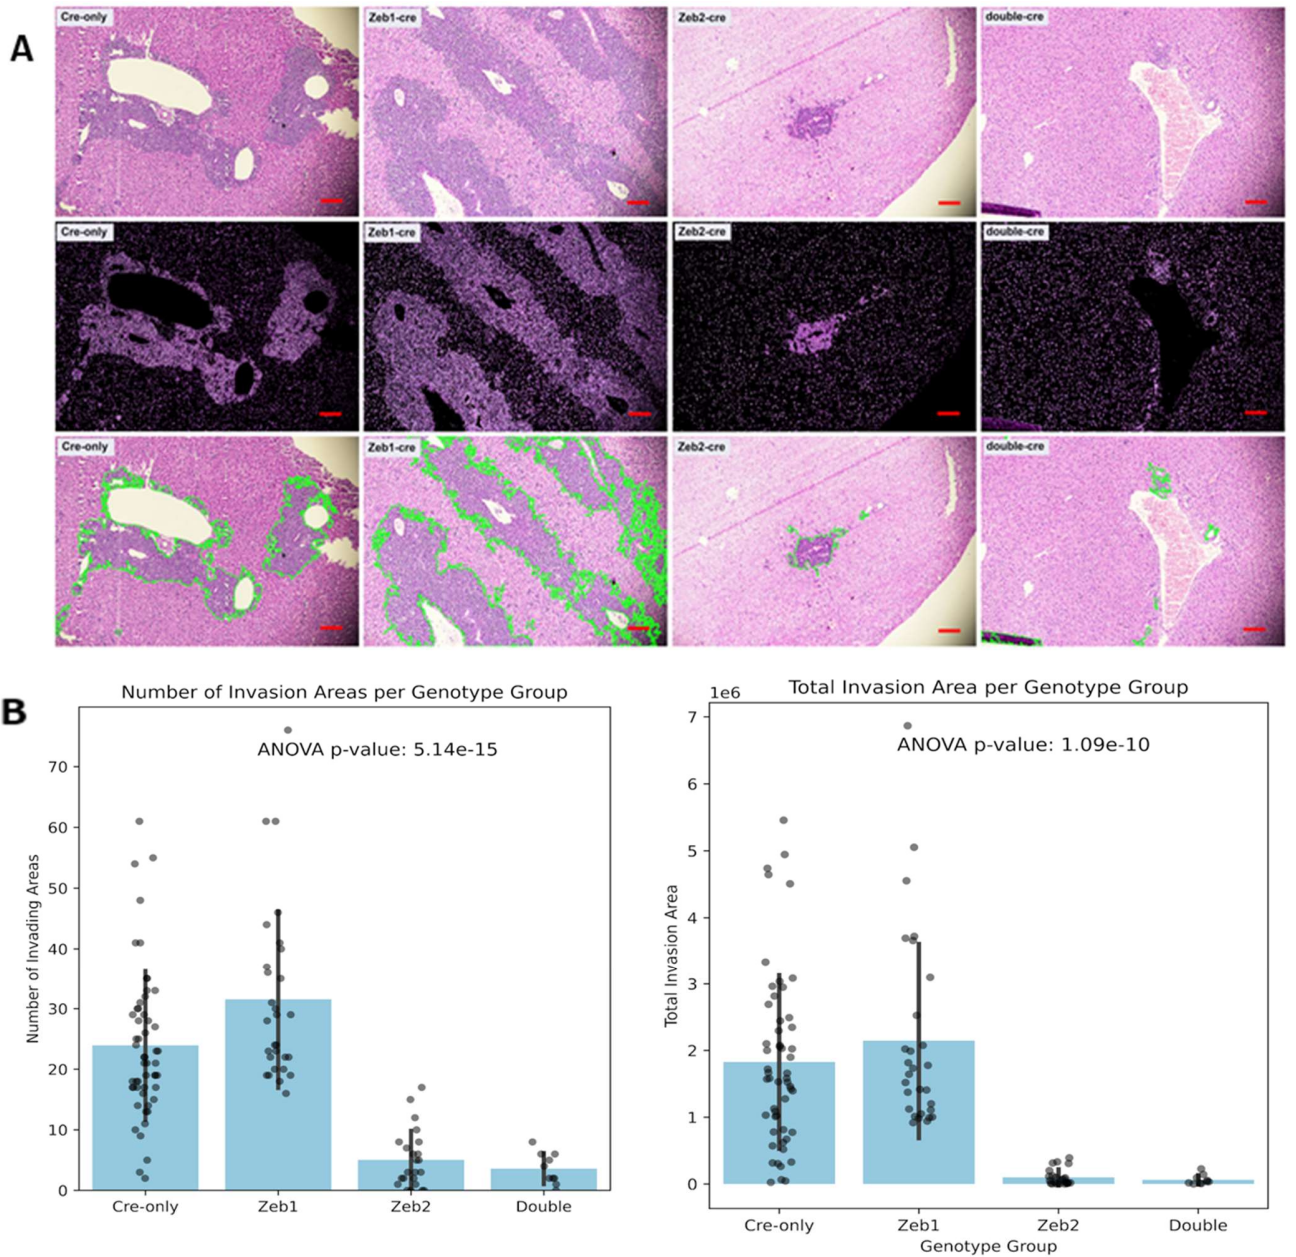 A
Cre-only
Zeb1-cre
Zeb2-cre
double-cre
Cre-only
Zeb1-cre
Zeb2-cre
double-cre
Cre-only
Zeb1-cre
Zeb2-cre
double-cre
B
Number of Invasion Areas per Genotype Group
ANOVA p-value: 5.14e-15
Number of Invading Areas
70
60
50
40
30
20
10
0
Cre-only
Zeb1
Zeb2
Double
1e6
Total Invasion Area per Genotype Group
ANOVA p-value: 1.09e-10
Total Invasion Area
7
6
5
4
3
2
1
0
Cre-only
Zeb1
Zeb2
Double
Genotype Group